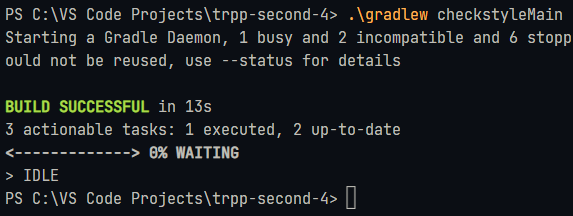 PS C:\VS Code Projects\trpp-second-4> .\gradlew checkstyleMain
Starting a Gradle Daemon, 1 busy and 2 incompatible and 6 stopp
ould not be reused, use --status for details
BUILD SUCCESSFUL in 13s
3 actionable tasks: 1 executed, 2 up-to-date
<-------------> 0% WAITING
> IDLE
PS C:\VS Code Projects\trpp-second-4>